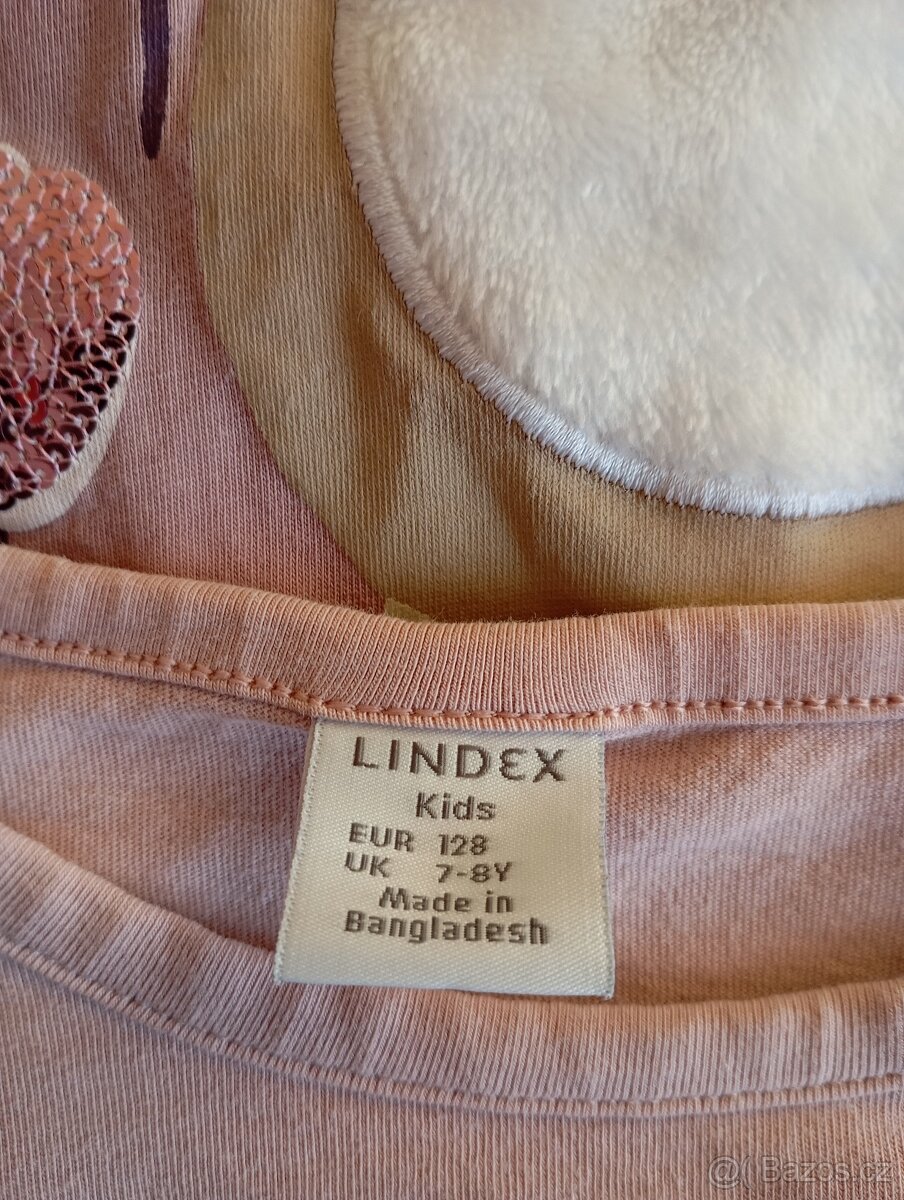 LINDEX
Kids
EUR 128
UK 7-8Y
Made in
Bangladesh
@ Bazos.cz